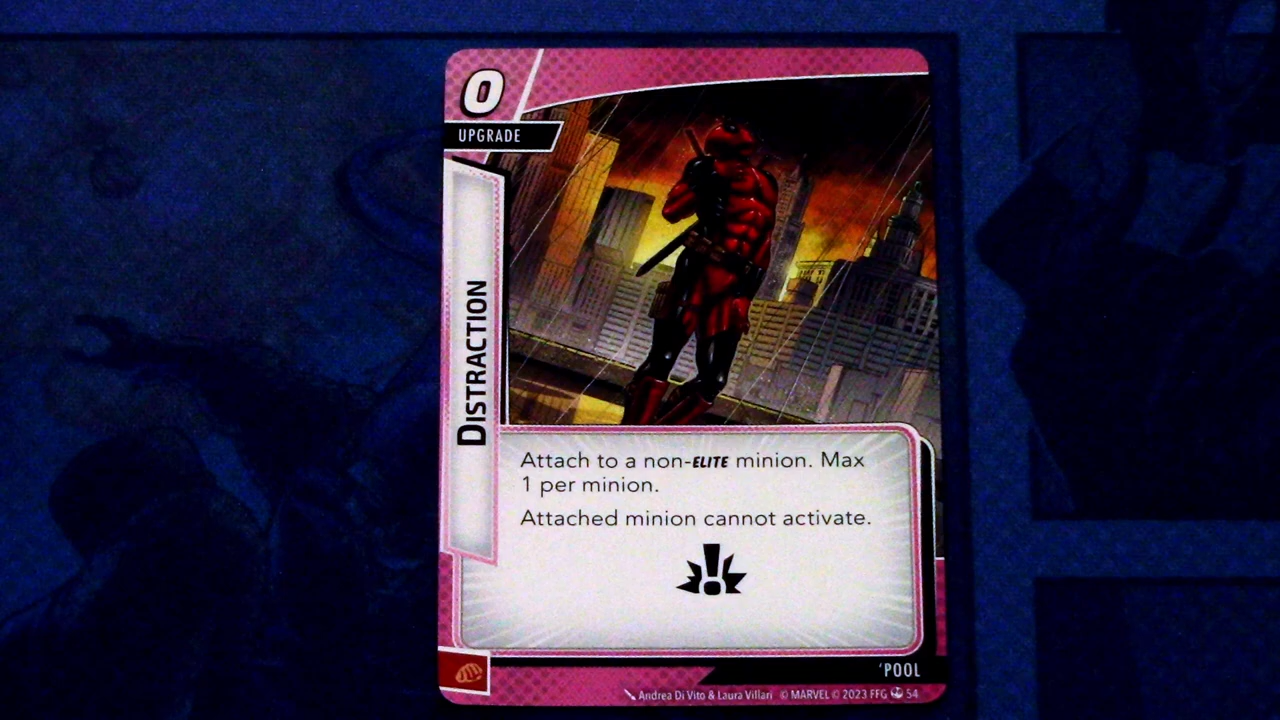 0
UPGRADE
DISTRACTION
Attach to a non-ELITE minion. Max
1 per minion.
Attached minion cannot activate.
'POOL
Andrea Di Vito & Laura Villari © MARVEL © 2023 FFG 54